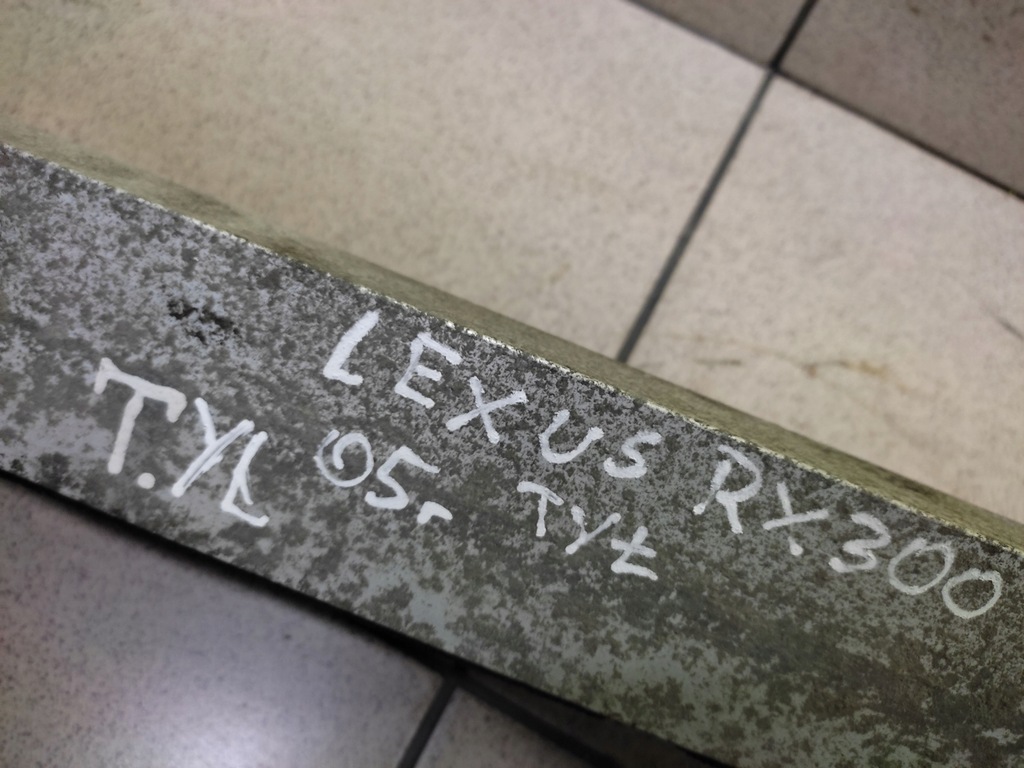 LEXUS RX300
T.YŁ 05r Tył